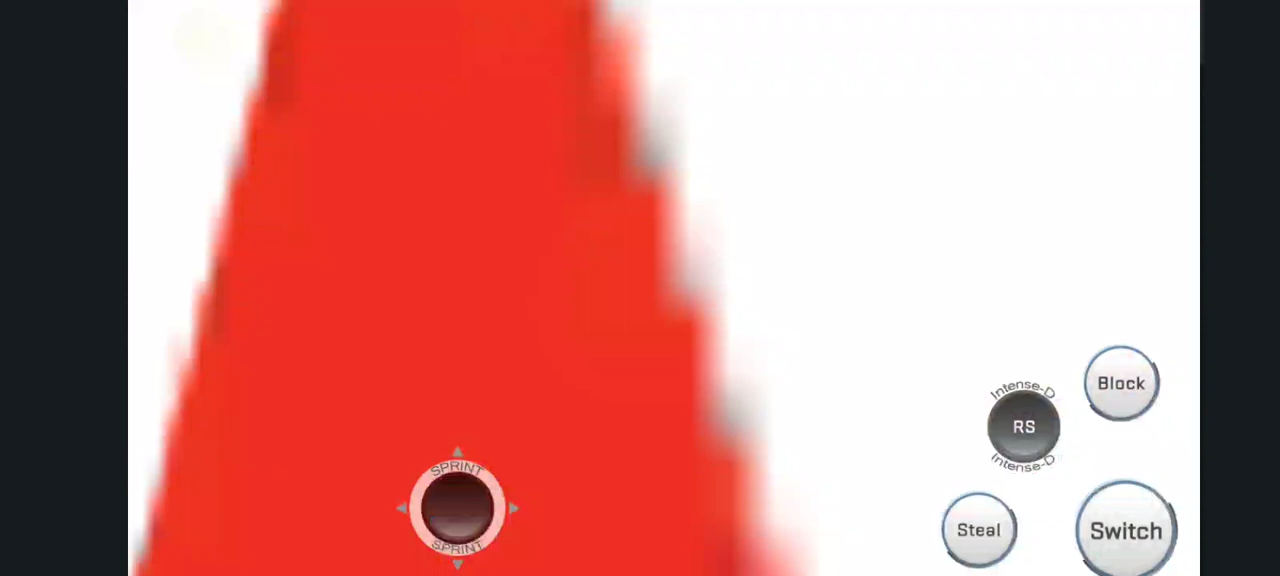 Block
Intense-D
RS
Intense-D
SPRINT
SPRINT
Steal
Switch